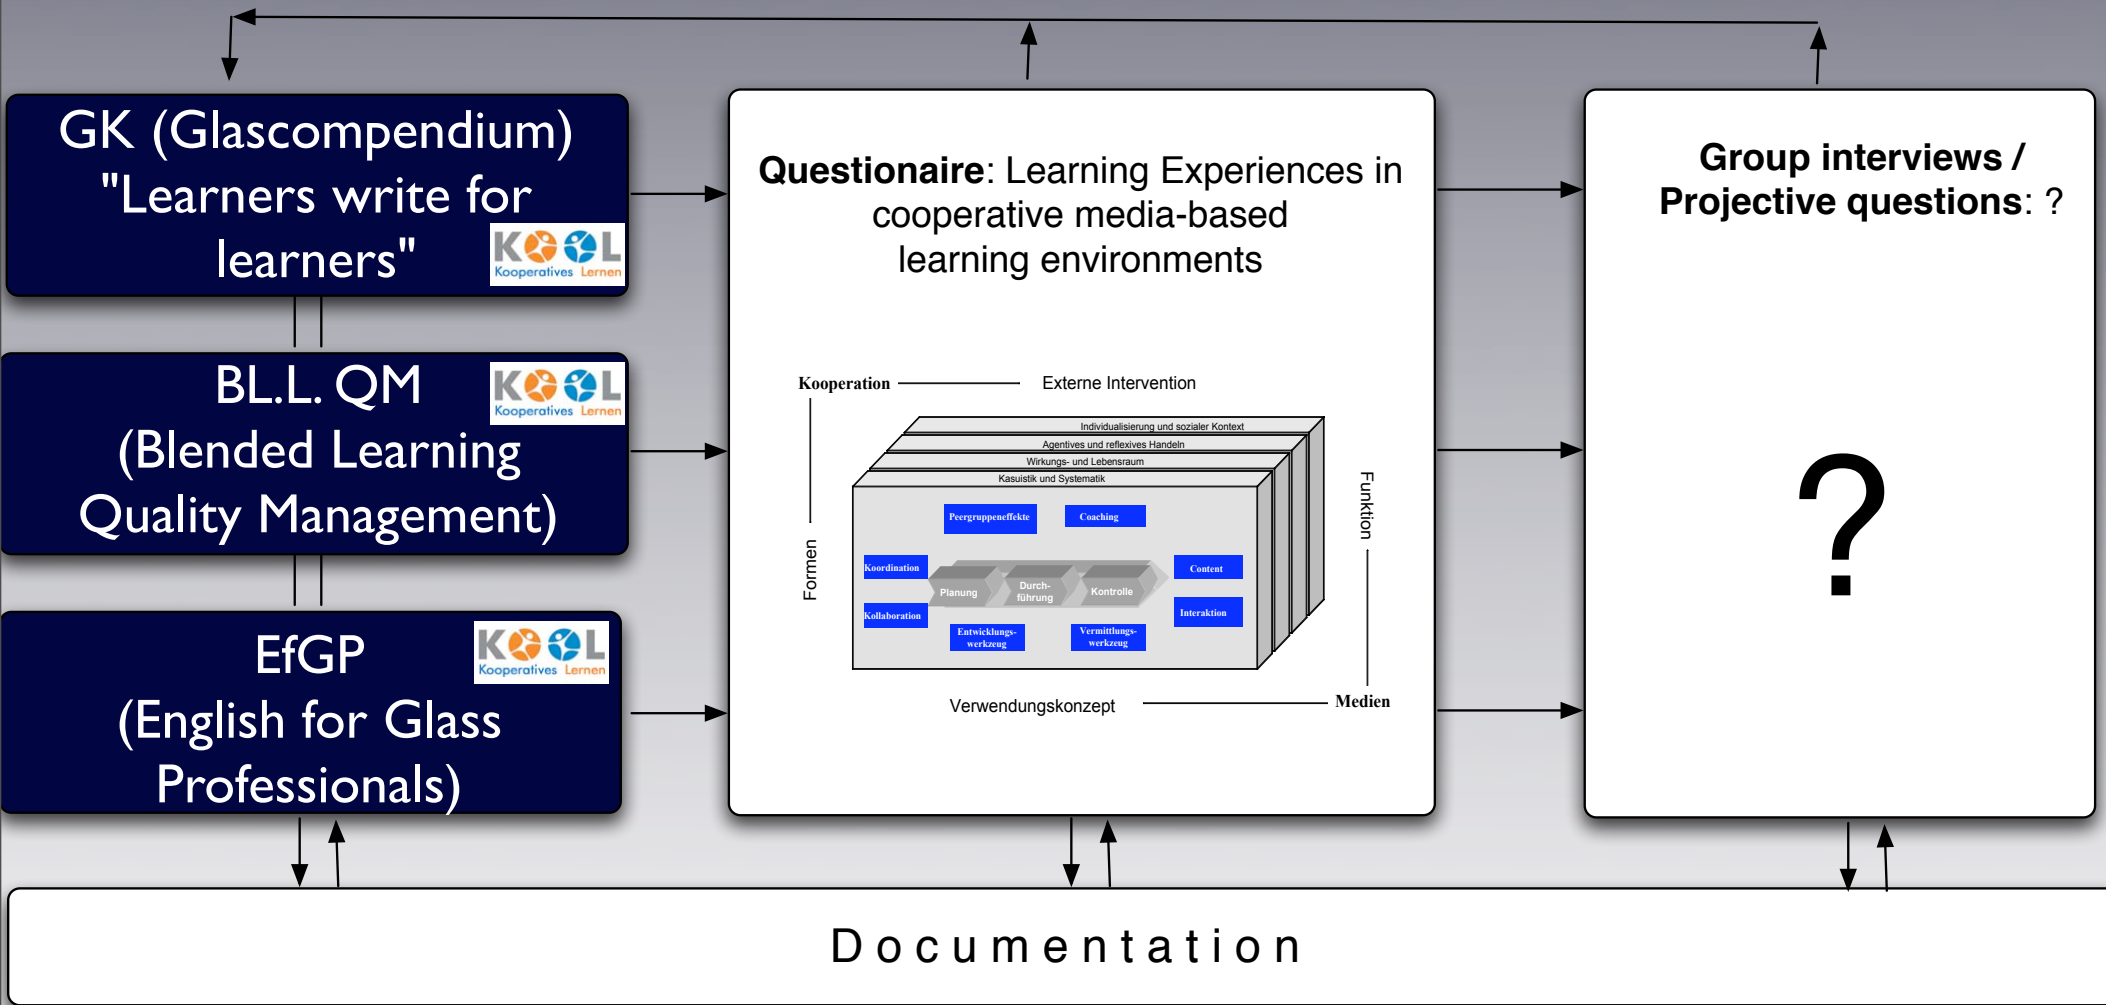 GK (Glascompendium)
"Learners write for
learners"
KOOL
Kooperatives Lernen
BL.L. QM
(Blended Learning
Quality Management)
KOOL
Kooperatives Lernen
EfGP
(English for Glass
Professionals)
KOOL
Kooperatives Lernen
Questionaire: Learning Experiences in
cooperative media-based
learning environments
Kooperation
Externe Intervention
Individualisierung und sozialer Kontext
Agentives und reflexives Handeln
Wirkungs- und Lebensraum
Kasuistik und Systematik
Formen
Funktion
Peergruppeneffekte
Coaching
Koordination
Kollaboration
Planung
Durch-
führung
Kontrolle
Content
Interaktion
Entwicklungs-
werkzeug
Vermittlungs-
werkzeug
Verwendungskonzept
Medien
Group interviews /
Projective questions: ?
?
Documentation